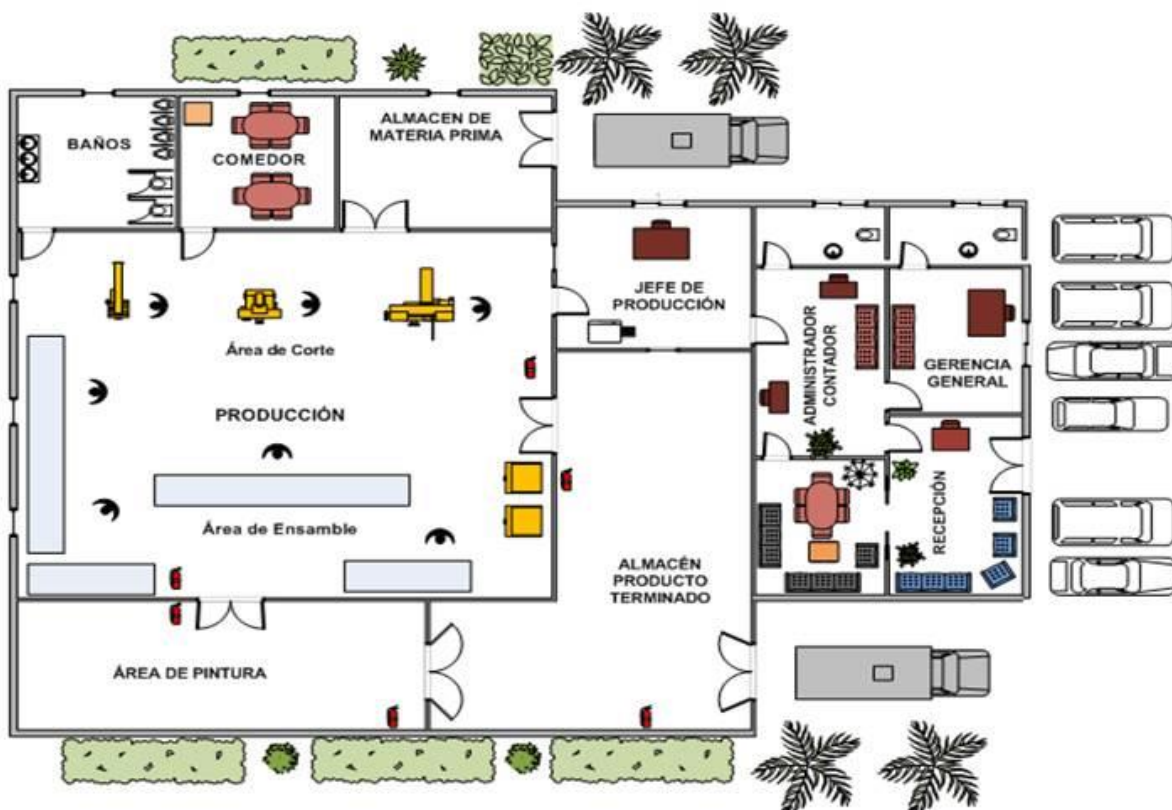 BAÑOS
COMEDOR
ALMACEN DE
MATERIA PRIMA
JEFE DE
PRODUCCIÓN
ADMINISTRADOR
CONTADOR
GERENCIA
GENERAL
Área de Corte
PRODUCCIÓN
Área de Ensamble
RECEPCIÓN
ALMACÉN
PRODUCTO
TERMINADO
ÁREA DE PINTURA